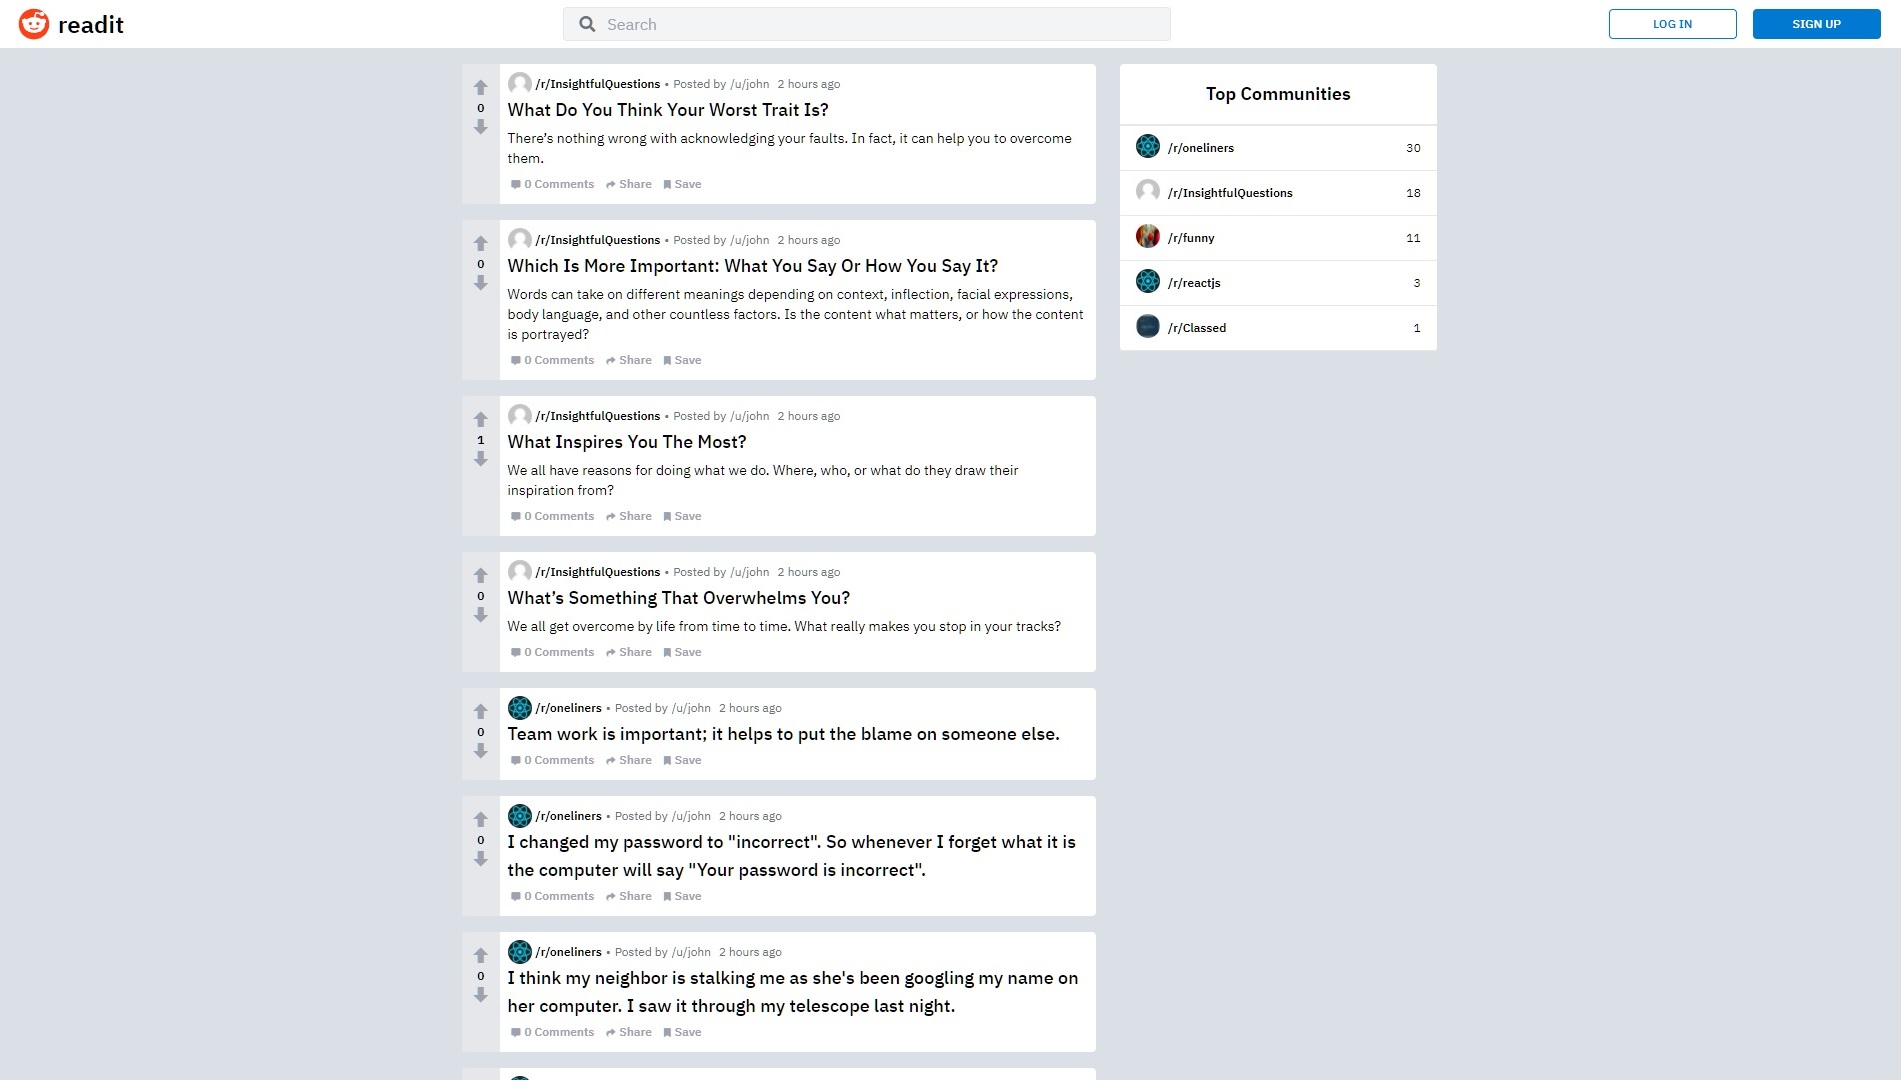 readit
Search
LOG IN
SIGN UP
/r/InsightfulQuestions • Posted by /u/john 2 hours ago
0
What Do You Think Your Worst Trait Is?
There’s nothing wrong with acknowledging your faults. In fact, it can help you to overcome
them.
0 Comments Share Save
/r/InsightfulQuestions • Posted by /u/john 2 hours ago
0
Which Is More Important: What You Say Or How You Say It?
Words can take on different meanings depending on context, inflection, facial expressions,
body language, and other countless factors. Is the content what matters, or how the content
is portrayed?
0 Comments Share Save
/r/InsightfulQuestions • Posted by /u/john 2 hours ago
1
What Inspires You The Most?
We all have reasons for doing what we do. Where, who, or what do they draw their
inspiration from?
0 Comments Share Save
/r/InsightfulQuestions • Posted by /u/john 2 hours ago
0
What’s Something That Overwhelms You?
We all get overcome by life from time to time. What really makes you stop in your tracks?
0 Comments Share Save
/r/oneliners • Posted by /u/john 2 hours ago
0
Team work is important; it helps to put the blame on someone else.
0 Comments Share Save
/r/oneliners • Posted by /u/john 2 hours ago
0
I changed my password to "incorrect". So whenever I forget what it is
the computer will say "Your password is incorrect".
0 Comments Share Save
/r/oneliners • Posted by /u/john 2 hours ago
0
I think my neighbor is stalking me as she's been googling my name on
her computer. I saw it through my telescope last night.
0 Comments Share Save
Top Communities
/r/oneliners 30
/r/InsightfulQuestions 18
/r/funny 11
/r/reactjs 3
/r/Classed 1